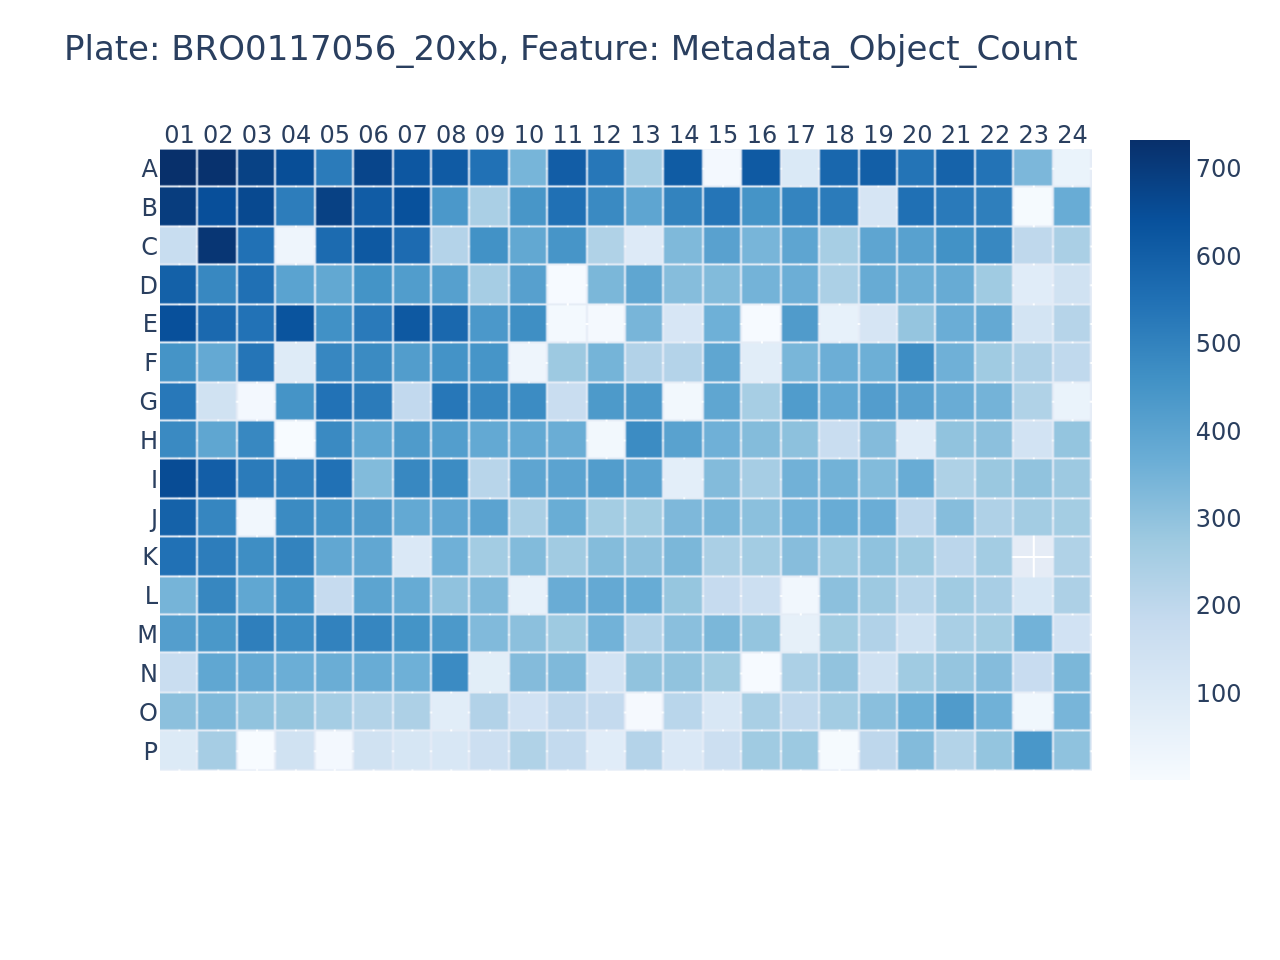 Plate: BRO0117056_20xb, Feature: Metadata_Object_Count
01 02 03 04 05 06 07 08 09 10 11 12 13 14 15 16 17 18 19 20 21 22 23 24
A
B
C
D
E
F
G
H
I
J
K
L
M
N
O
P
700
600
500
400
300
200
100